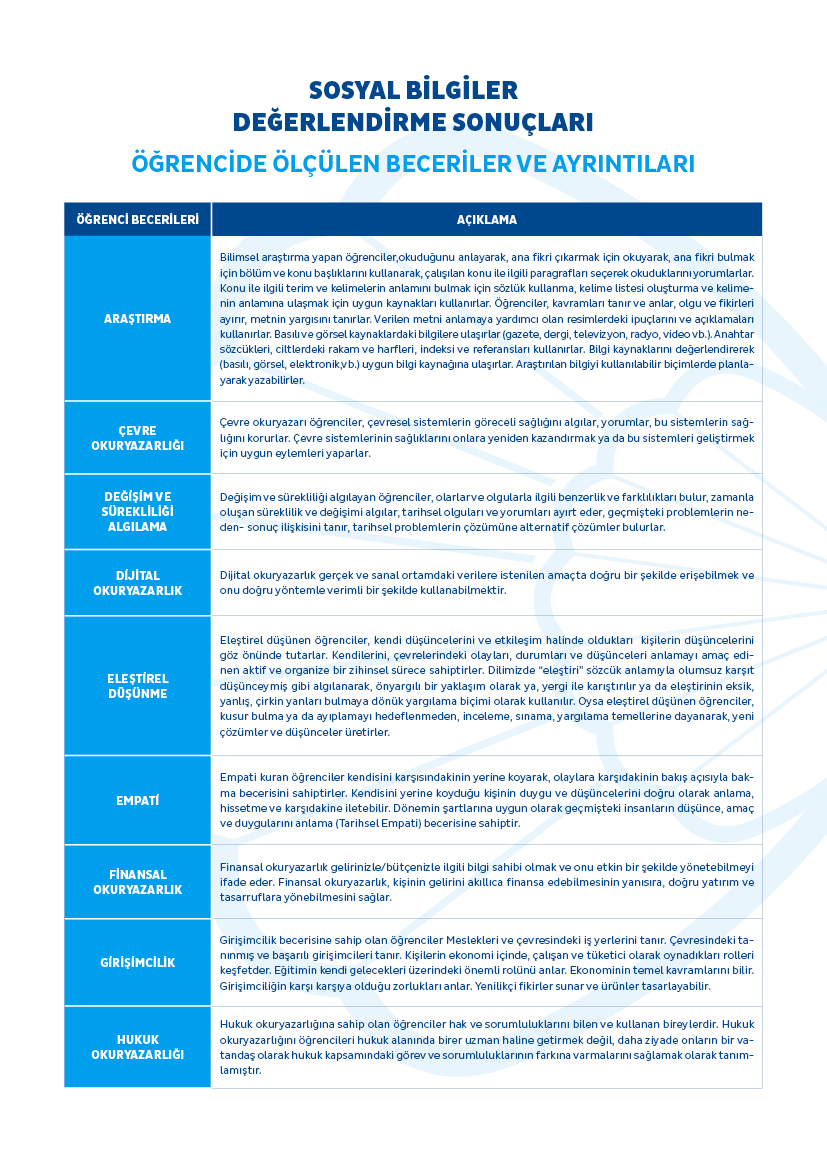 SOSYAL BİLGİLER
DEĞERLENDİRME SONUÇLARI
ÖĞRENCİDE ÖLÇÜLEN BECERİLER VE AYRINTILARI
ÖĞRENCİ BECERİLERİ
AÇIKLAMA
ARAŞTIRMA
Bilimsel araştırma yapan öğrenciler,okuduğunu anlayarak, ana fikri çıkarmak için okuyarak, ana fikri bulmak
için bölüm ve konu başlıklarını kullanarak, çalışılan konu ile ilgili paragrafları seçerek okuduklarını yorumlarlar.
Konu ile ilgili terim ve kelimelerin anlamını bulmak için sözlük kullanma, kelime listesi oluşturma ve kelime-
nin anlamına ulaşmak için uygun kaynakları kullanırlar. Öğrenciler, kavramları tanır ve anlar, olgu ve fikirleri
ayırır, metnin yargısını tanırlar. Verilen metni anlamaya yardımcı olan resimlerdeki ipuçlarını ve açıklamaları
kullanırlar. Basılı ve görsel kaynaklardaki bilgilere ulaşırlar (gazete, dergi, televizyon, radyo, video vb.). Anahtar
sözcükleri, ciltlerdeki rakam ve harfleri, indeksi ve referansları kullanırlar. Bilgi kaynaklarını değerlendirerek
(basılı, görsel, elektronik,vb.) uygun bilgi kaynağına ulaşırlar. Araştırılan bilgiyi kullanılabilir biçimlerde planla-
yarak yazabilirler.
ÇEVRE
OKURYAZARLIĞI
Çevre okuryazarı öğrenciler, çevresel sistemlerin göreceli sağlığını algılar, yorumlar, bu sistemlerin sağ-
lığını korurlar. Çevre sistemlerinin sağlıklarını onlara yeniden kazandırmak ya da bu sistemleri geliştirmek
için uygun eylemleri yaparlar.
DEĞİŞİM VE
SÜREKLİLİĞİ
ALGILAMA
Değişim ve sürekliliği algılayan öğrenciler, olarlar ve olgularla ilgili benzerlik ve farklılıkları bulur, zamanla
oluşan süreklilik ve değişimi algılar, tarihsel olguları ve yorumları ayırt eder, geçmişteki problemlerin ne-
den- sonuç ilişkisini tanır, tarihsel problemlerin çözümüne alternatif çözümler bulurlar.
DİJİTAL
OKURYAZARLIK
Dijital okuryazarlık gerçek ve sanal ortamdaki verilere istenilen amaçta doğru bir şekilde erişebilmek ve
onu doğru yöntemle verimli bir şekilde kullanabilmektir.
ELEŞTİREL
DÜŞÜNME
Eleştirel düşünen öğrenciler, kendi düşüncelerini ve etkileşim halinde oldukları kişilerin düşüncelerini
göz önünde tutarlar. Kendilerini, çevrelerindeki olayları, durumları ve düşünceleri anlamayı amaç edi-
nen aktif ve organize bir zihinsel sürece sahiptirler. Dilimizde “eleştiri” sözcük anlamıyla olumsuz karşıt
düşünceymiş gibi algılanarak, önyargılı bir yaklaşım olarak ya, yergi ile karıştırılır ya da eleştirinin eksik,
yanlış, çirkin yanları bulmaya dönük yargılama biçimi olarak kullanılır. Oysa eleştirel düşünen öğrenciler,
kusur bulma ya da ayıplamayı hedeflenmeden, inceleme, sınama, yargılama temellerine dayanarak, yeni
çözümler ve düşünceler üretirler.
EMPATİ
Empati kuran öğrenciler kendisini karşısındakinin yerine koyarak, olaylara karşıdakinin bakış açısıyla bak-
ma becerisini sahiptirler. Kendisini yerine koyduğu kişinin duygu ve düşüncelerini doğru olarak anlama,
hissetme ve karşıdakine iletebilir. Dönemin şartlarına uygun olarak geçmişteki insanların düşünce, amaç
ve duygularını anlama (Tarihsel Empati) becerisine sahiptir.
FİNANSAL
OKURYAZARLIK
Finansal okuryazarlık gelirinizle/bütçenizle ilgili bilgi sahibi olmak ve onu etkin bir şekilde yönetebilmeyi
ifade eder. Finansal okuryazarlık, kişinin gelirini akıllıca finansa edebilmesinin yanısıra, doğru yatırım ve
tasarruflara yönebilmesini sağlar.
GİRİŞİMCİLİK
Girişimcilik becerisine sahip olan öğrenciler Meslekleri ve çevresindeki iş yerlerini tanır. Çevresindeki ta-
nınmış ve başarılı girişimcileri tanır. Kişilerin ekonomi içinde, çalışan ve tüketici olarak oynadıkları rolleri
keşfetder. Eğitimin kendi gelecekleri üzerindeki önemli rolünü anlar. Ekonominin temel kavramlarını bilir.
Girişimciliğin karşı karşıya olduğu zorlukları anlar. Yenilikçi fikirler sunar ve ürünler tasarlayabilir.
HUKUK
OKURYAZARLIĞI
Hukuk okuryazarlığına sahip olan öğrenciler hak ve sorumluluklarını bilen ve kullanan bireylerdir. Hukuk
okuryazarlığını öğrencileri hukuk alanında birer uzman haline getirmek değil, daha ziyade onların bir va-
tandaş olarak hukuk kapsamındaki görev ve sorumluluklarının farkına varmalarını sağlamak olarak tanım-
lamıştır.